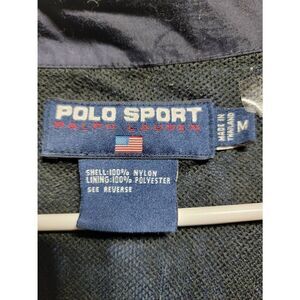 POLO SPORT
RALPH LAUREN
MADE IN
THAILAND
M
SHELL:100% NYLON
LINING:100% POLYESTER
SEE REVERSE